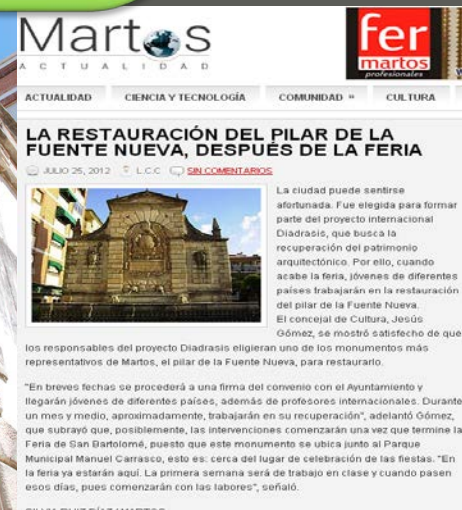 Martos
ACTUALIDAD
fer
martos
profesionales
ACTUALIDAD CIENCIA Y TECNOLOGÍA COMUNIDAD » CULTURA
LA RESTAURACIÓN DEL PILAR DE LA
FUENTE NUEVA, DESPUÉS DE LA FERIA
JULIO 25, 2012 L.C.C SIN COMENTARIOS
La ciudad puede sentirse
afortunada. Fue elegida para formar
parte del proyecto internacional
Diadrasis, que busca la
recuperación del patrimonio
arquitectónico. Por ello, cuando
acabe la feria, jóvenes de diferentes
países trabajarán en la restauración
del pilar de la Fuente Nueva.
El concejal de Cultura, Jesús
Gómez, se mostró satisfecho de que
los responsables del proyecto Diadrasis eligieran uno de los monumentos más
representativos de Martos, el pilar de la Fuente Nueva, para restaurarlo.
"En breves fechas se procederá a una firma del convenio con el Ayuntamiento y
llegarán jóvenes de diferentes países, además de profesores internacionales. Durante
un mes y medio, aproximadamente, trabajarán en su recuperación", adelantó Gómez,
que subrayó que, posiblemente, las intervenciones comenzarán una vez que termine la
Feria de San Bartolomé, puesto que este monumento se ubica junto al Parque
Municipal Manuel Carrasco, esto es: cerca del lugar de celebración de las fiestas. "En
la feria ya estarán aquí. La primera semana será de trabajo en clase y cuando pasen
esos días, pues comenzarán con las labores", señaló.